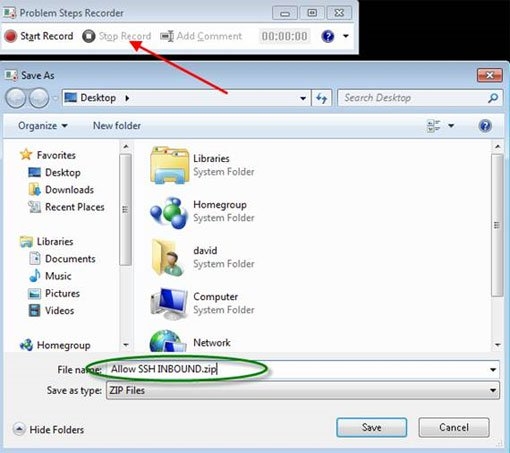 Problem Steps Recorder
Start Record Stop Record Add Comment 00:00:00
Save As
Desktop Search Desktop
Organize New folder
Favorites
Desktop
Downloads
Recent Places
Libraries
Documents
Music
Pictures
Videos
Homegroup
Libraries
System Folder
Homegroup
System Folder
david
System Folder
Computer
System Folder
Network
File name: Allow SSH INBOUND.zip
Save as type: ZIP Files
Hide Folders Save Cancel